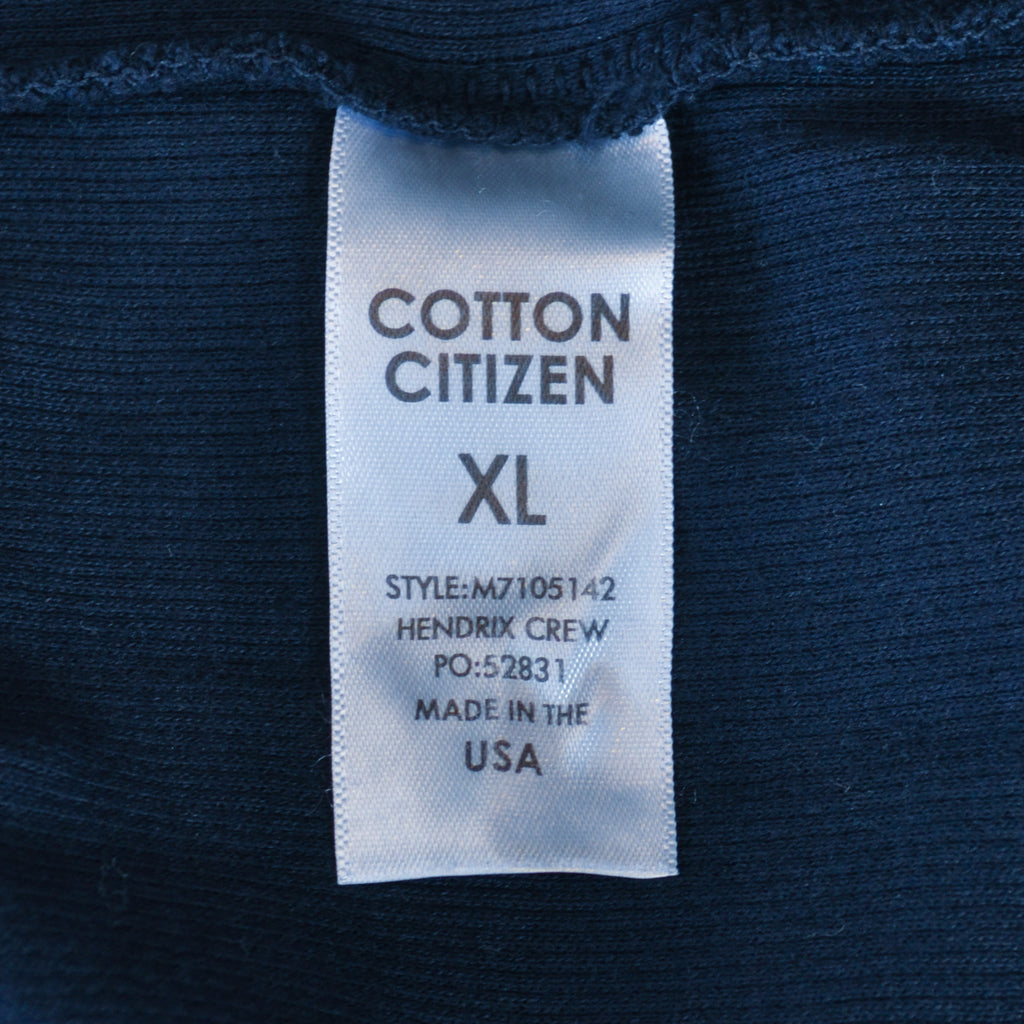 COTTON
CITIZEN
XL
STYLE:M7105142
HENDRIX CREW
PO:52831
MADE IN THE
USA